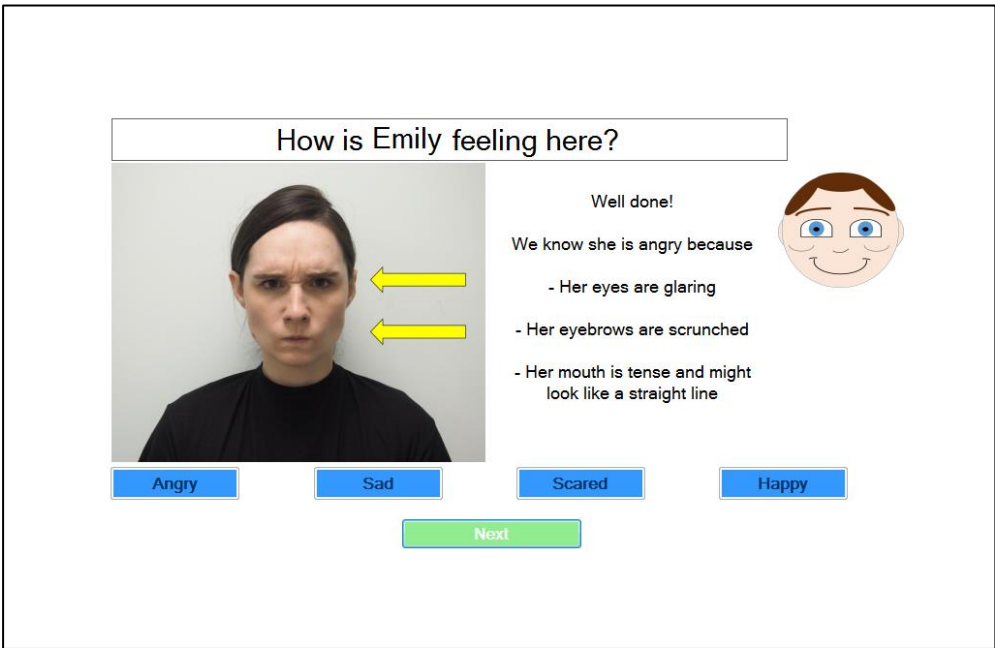 How is Emily feeling here?
Well done!
We know she is angry because
- Her eyes are glaring
- Her eyebrows are scrunched
- Her mouth is tense and might
look like a straight line
Angry
Sad
Scared
Happy
Next